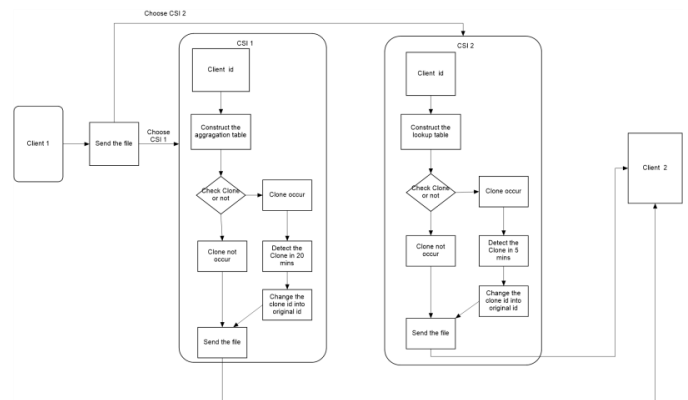 Choose CSI 2
CSI 1
Client id
Construct the
aggragation table
Check Clone
or not
Clone occur
Clone not
occur
Detect the
Clone in 20
mins
Change the
clone id into
original id
Send the file
Client 1
Send the file
Choose
CSI 1
CSI 2
Client id
Construct the
lookup table
Check Clone
or not
Clone occur
Clone not
occur
Detect the
Clone in 5
mins
Change the
clone id into
original id
Send the file
Client 2